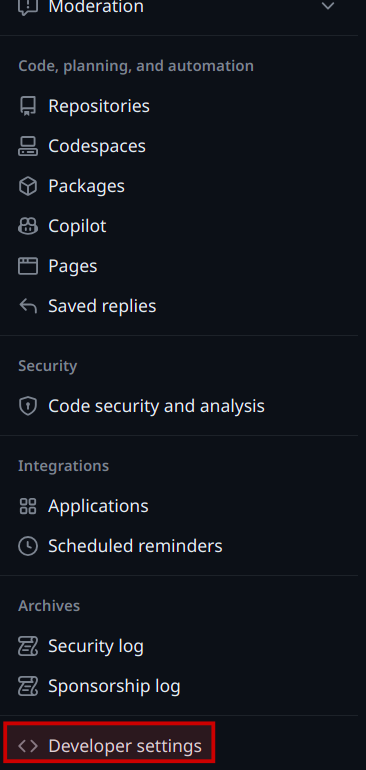 Moderation
Code, planning, and automation
Repositories
Codespaces
Packages
Copilot
Pages
Saved replies
Security
Code security and analysis
Integrations
Applications
Scheduled reminders
Archives
Security log
Sponsorship log
Developer settings